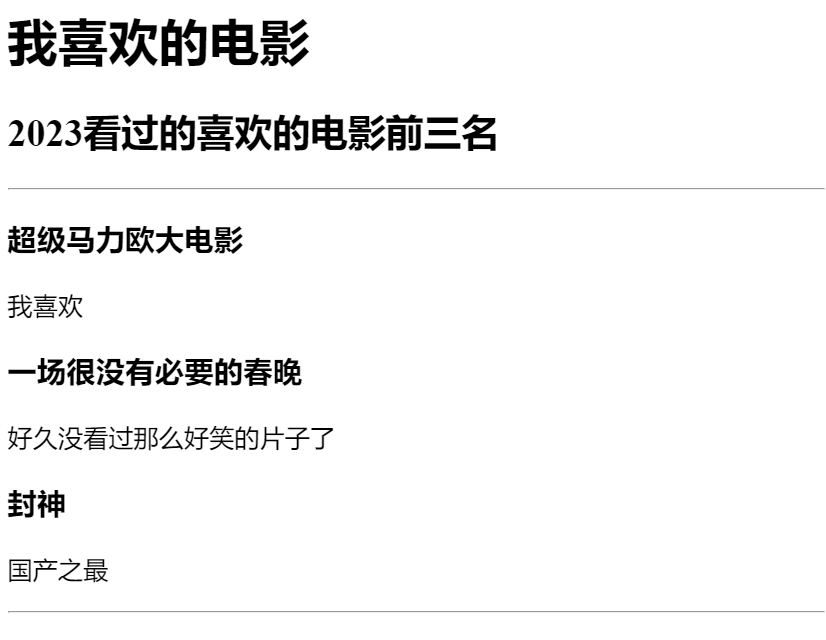 我喜欢的电影
2023看过的喜欢的电影前三名
超级马力欧大电影
我喜欢
一场很没有必要的春晚
好久没看过那么好笑的片子了
封神
国产之最